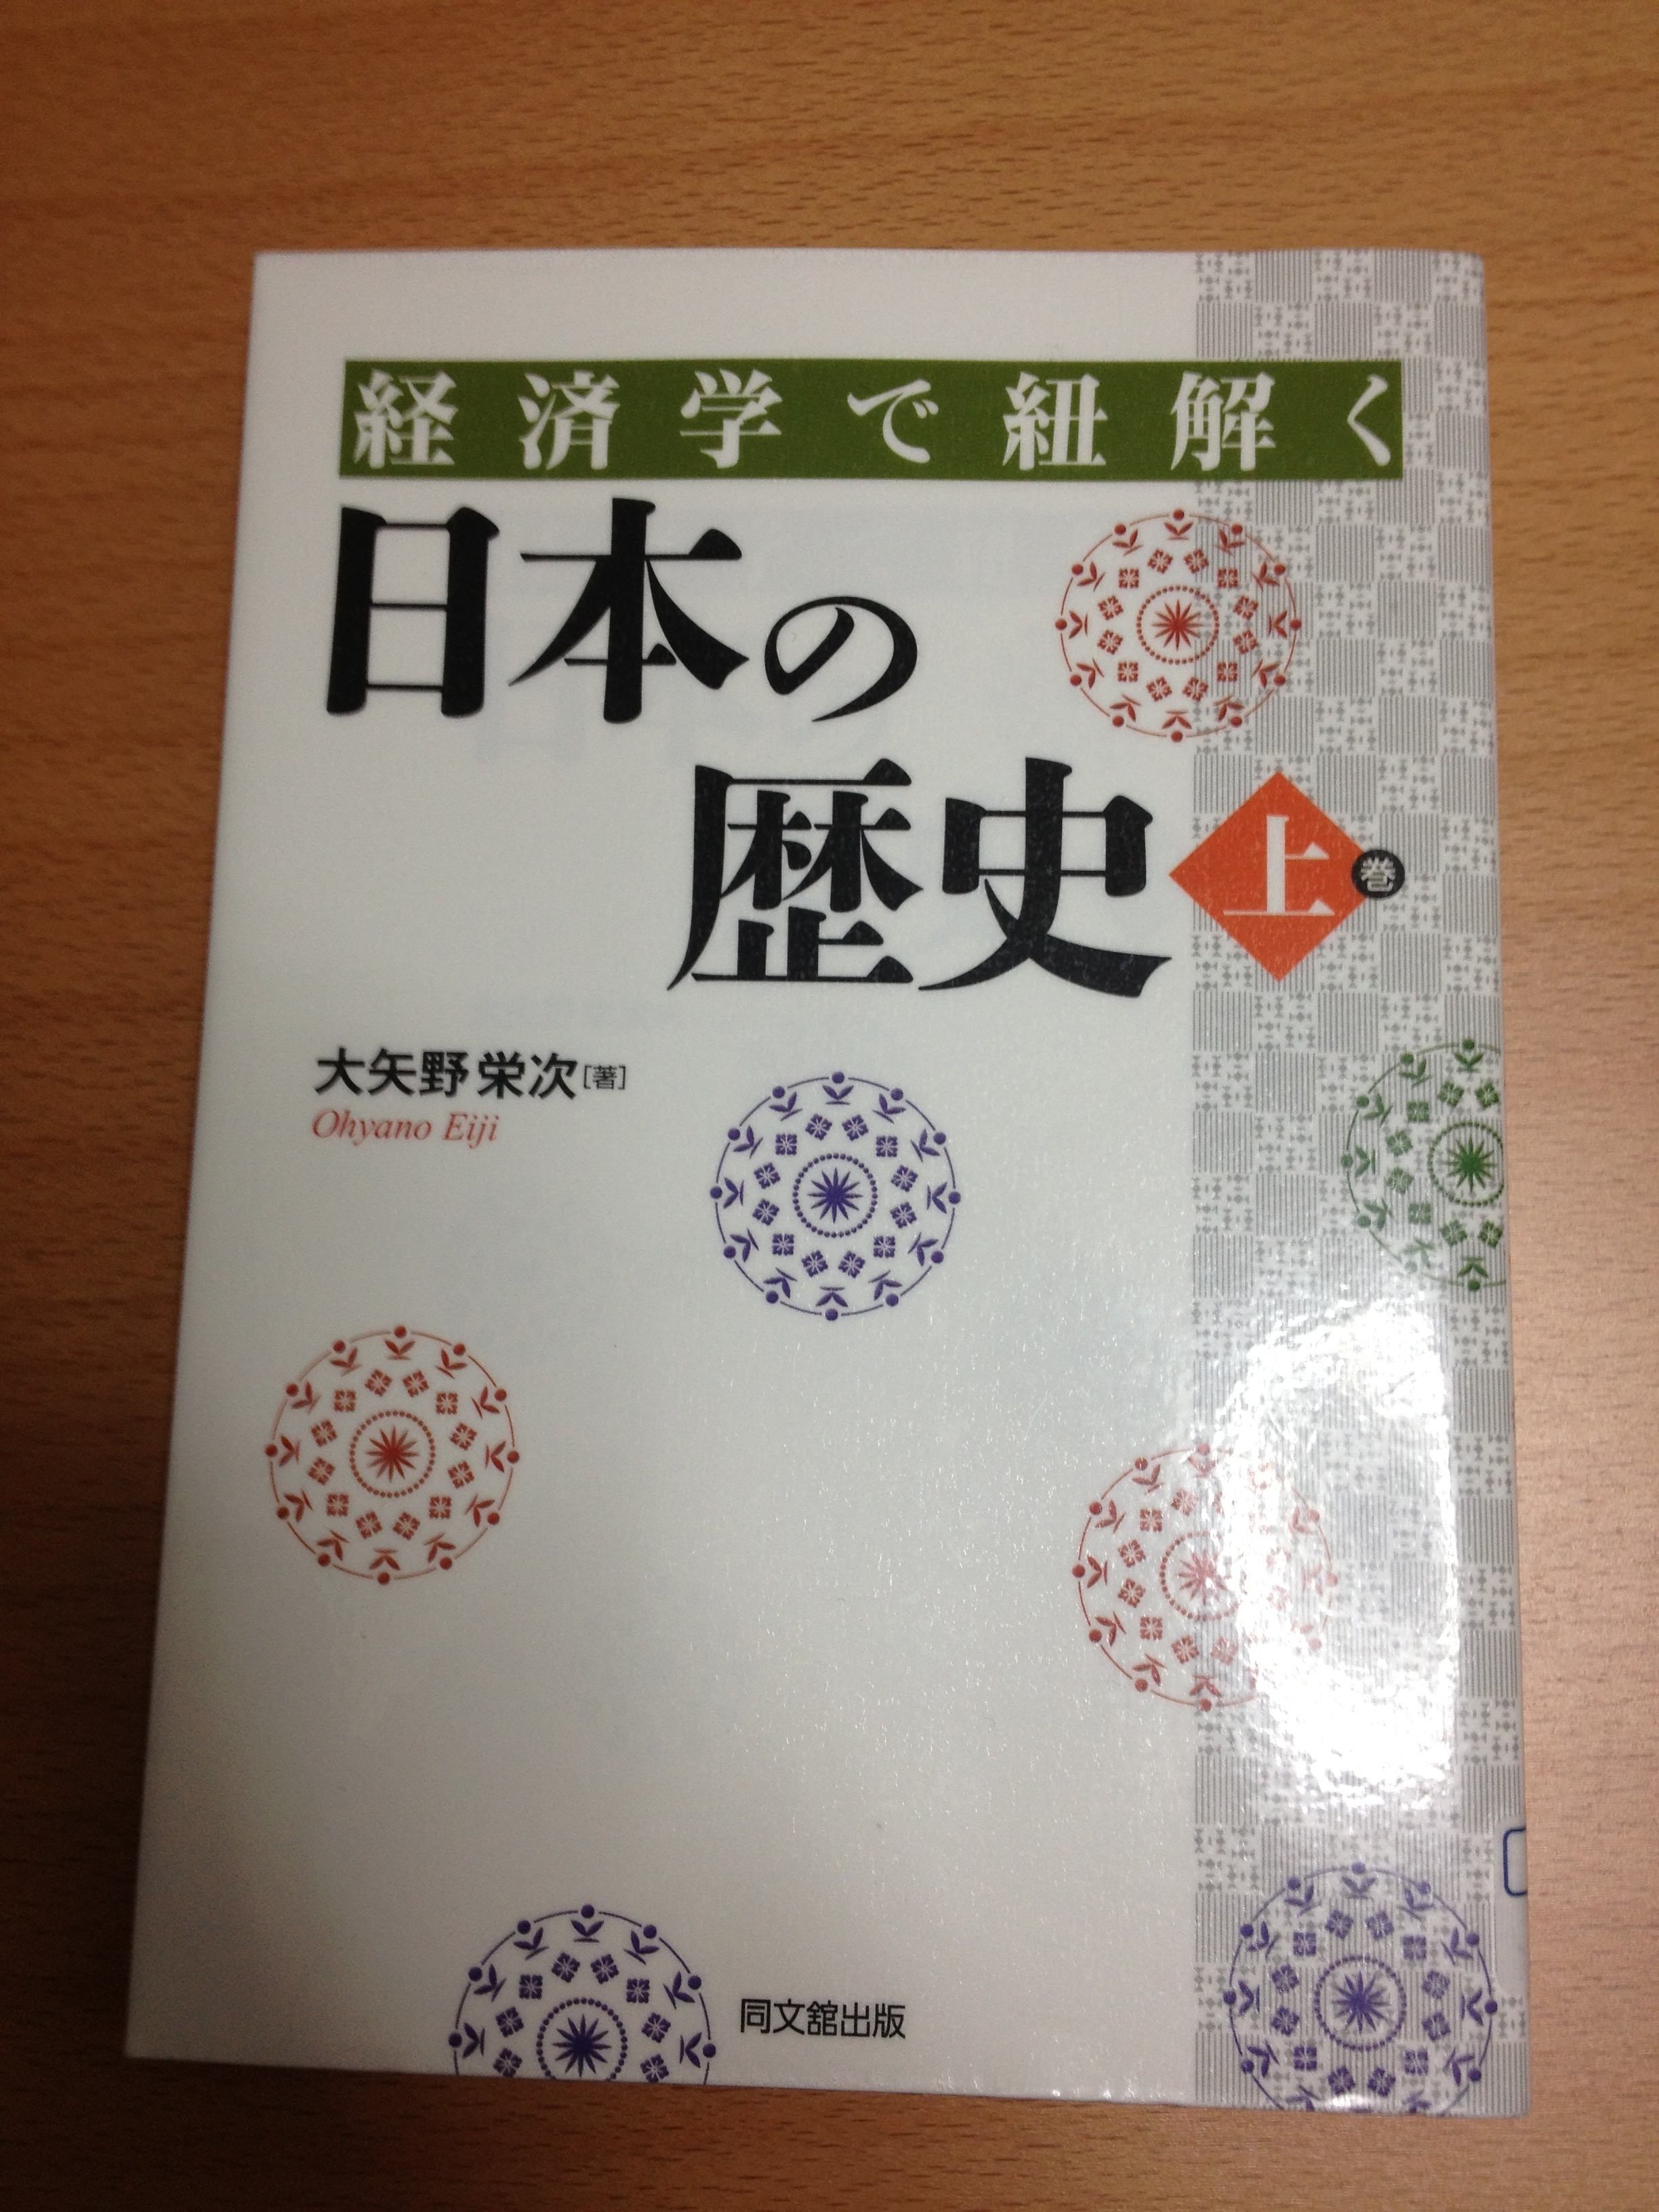 経済学で紐解く
日本の
歴史 上巻
大矢野栄次[著]
Ohyano Eiji
同文舘出版